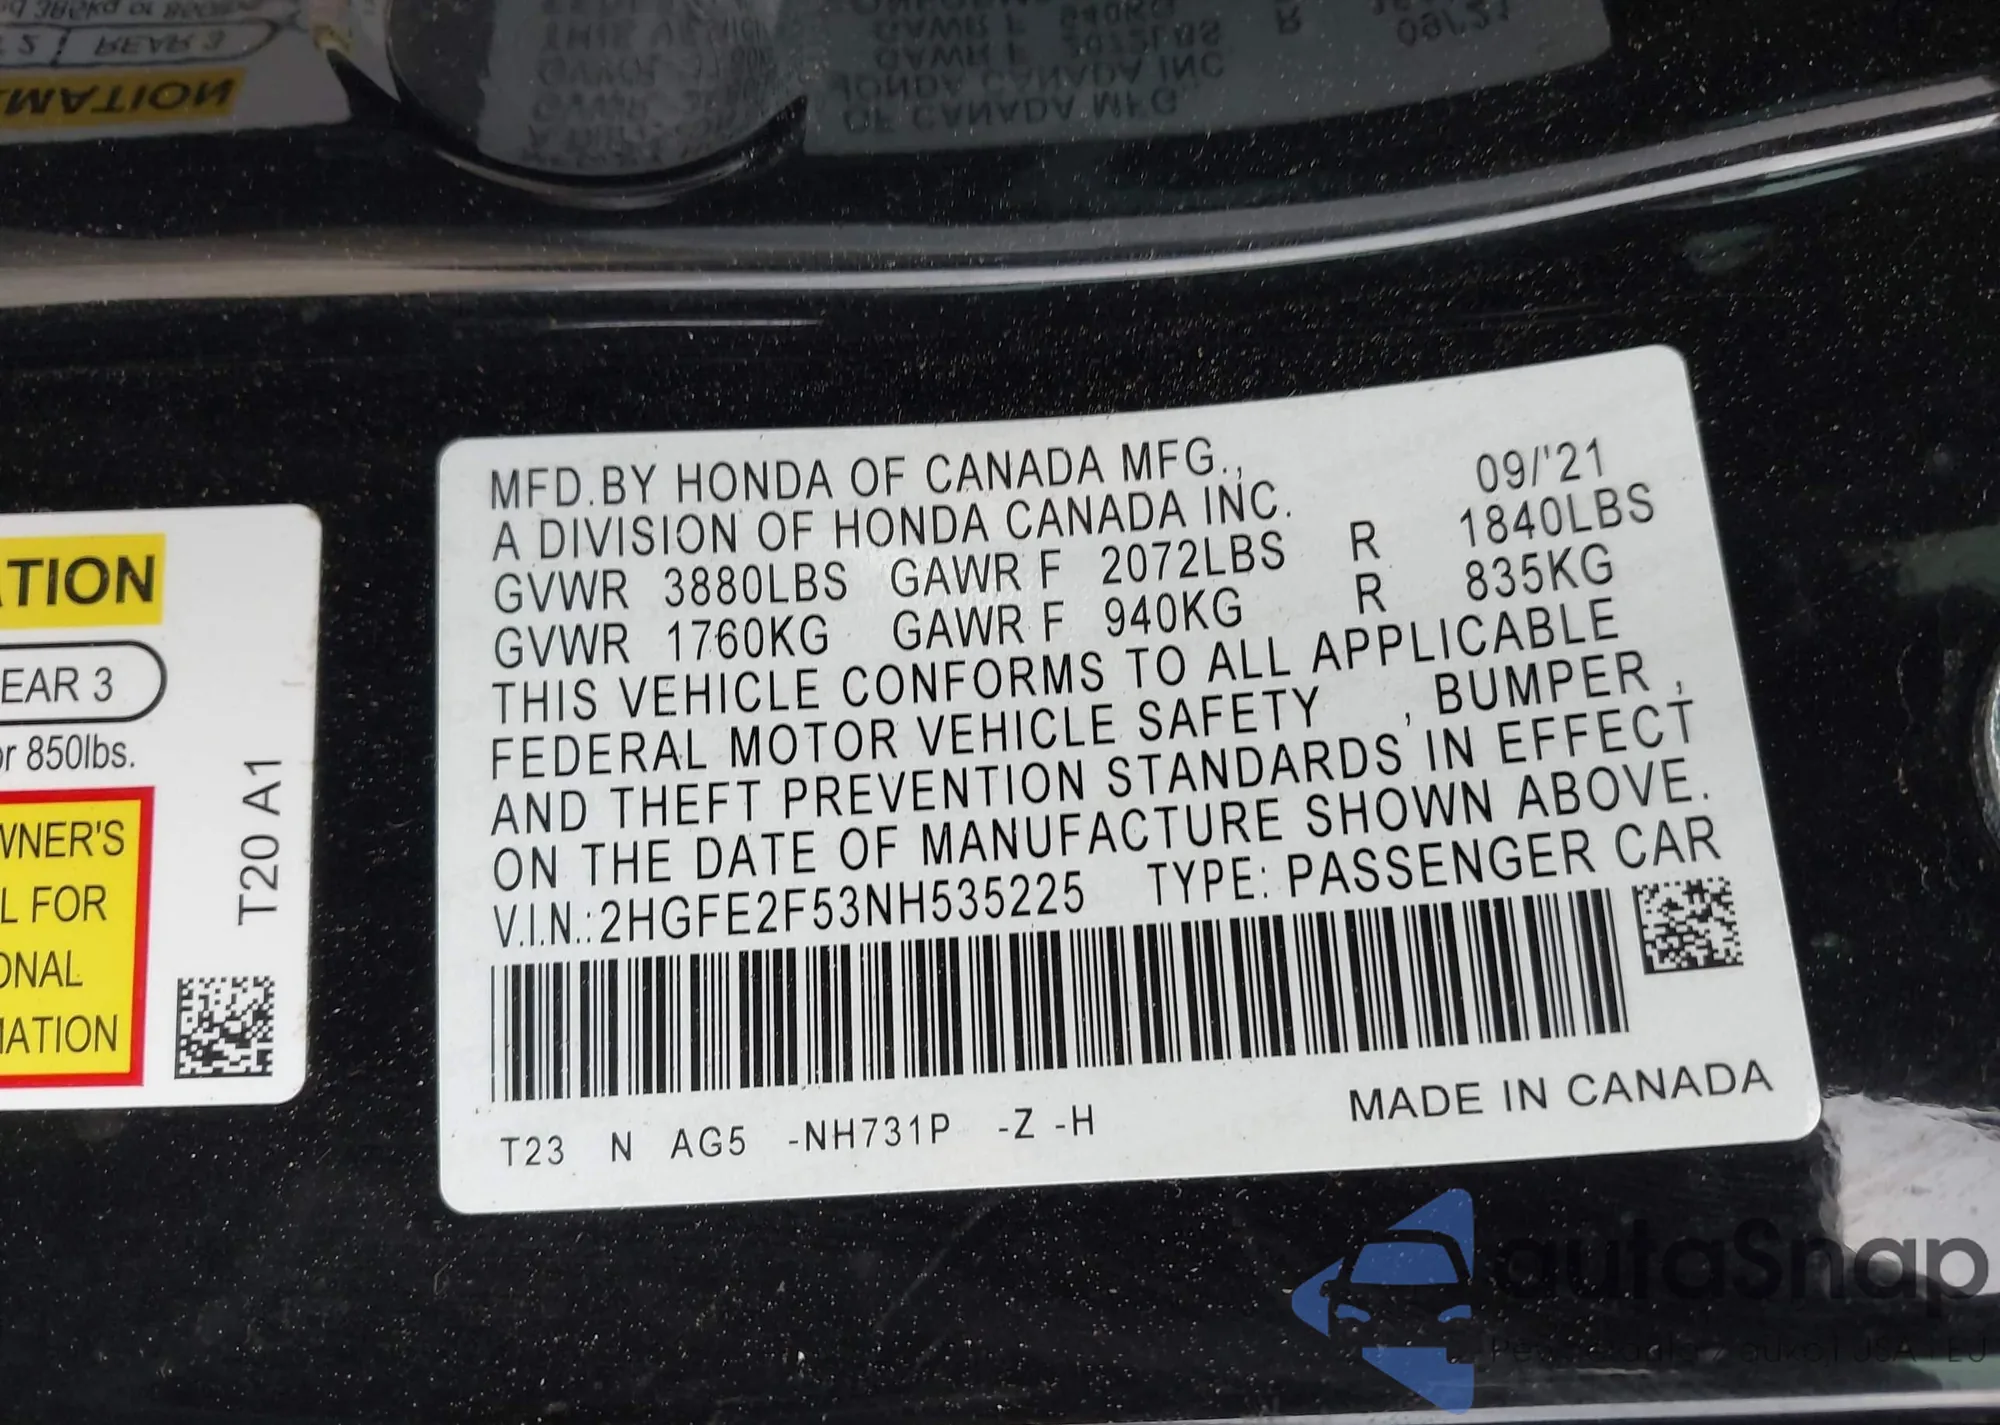 MFD.BY HONDA OF CANADA MFG.,
A DIVISION OF HONDA CANADA INC. 09/'21
GVWR 3880LBS GAWR F 2072LBS R 1840LBS
GVWR 1760KG GAWR F 940KG R 835KG
THIS VEHICLE CONFORMS TO ALL APPLICABLE
FEDERAL MOTOR VEHICLE SAFETY , BUMPER ,
AND THEFT PREVENTION STANDARDS IN EFFECT
ON THE DATE OF MANUFACTURE SHOWN ABOVE.
V.I.N.:2HGFE2F53NH535225 TYPE: PASSENGER CAR
T23 N AG5 -NH731P -Z -H
MADE IN CANADA
ATION
EAR 3
or 850lbs.
WNER'S
L FOR
ONAL
MATION
T20 A1
autaSnap